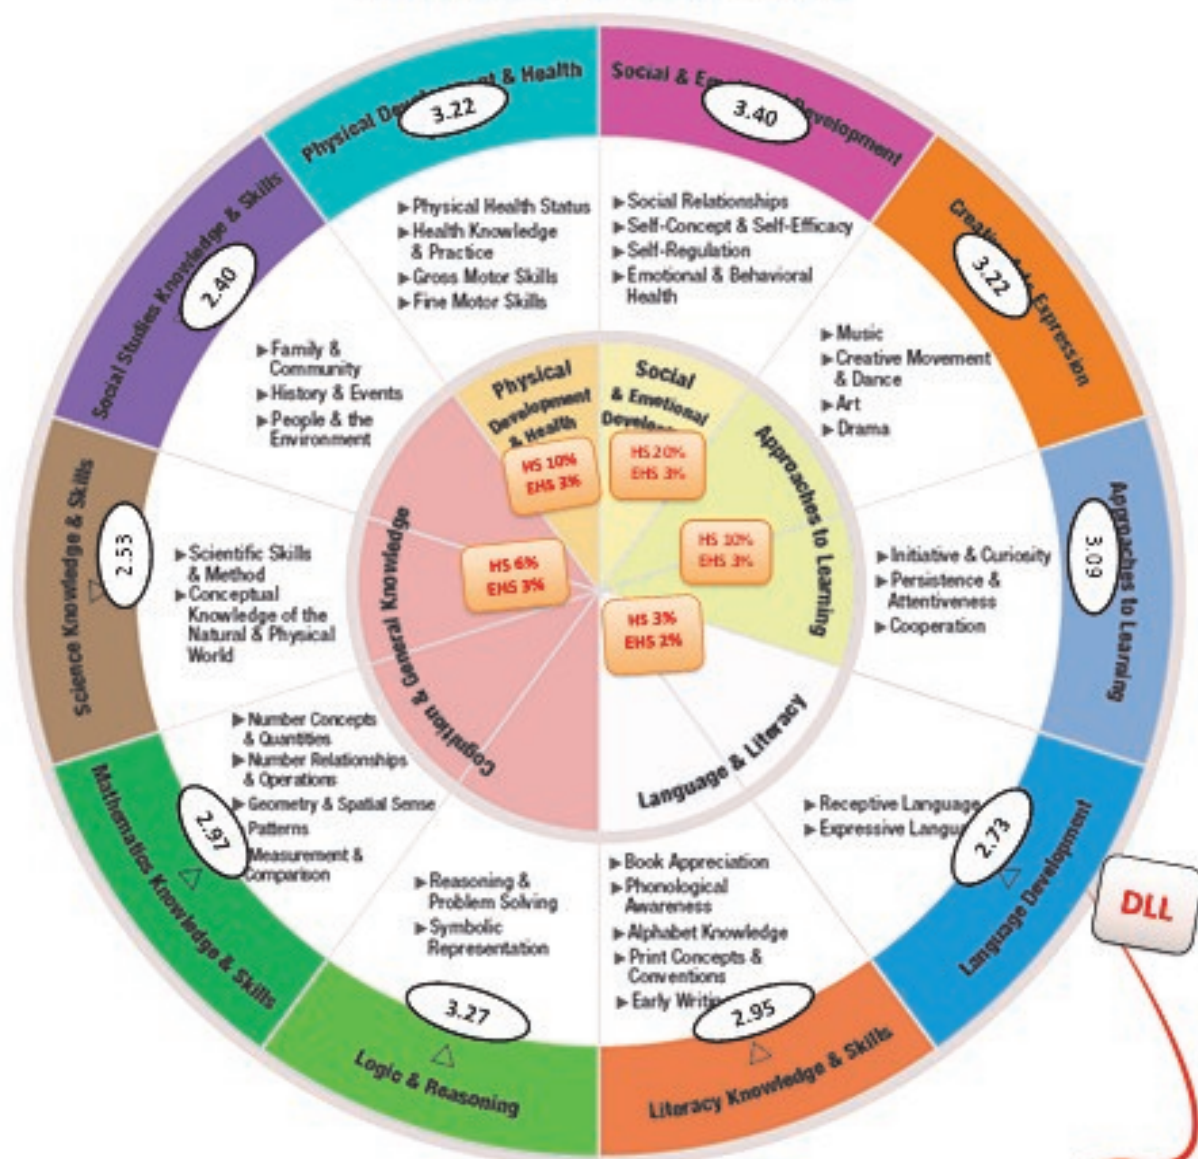 Physical Development & Health
3.22
▶ Physical Health Status
▶ Health Knowledge
& Practice
▶ Gross Motor Skills
▶ Fine Motor Skills
Social & Emotional Development
3.40
▶ Social Relationships
▶ Self-Concept & Self-Efficacy
▶ Self-Regulation
▶ Emotional & Behavioral
Health
Creative Arts Expression
3.22
▶ Music
▶ Creative Movement
& Dance
▶ Art
▶ Drama
Approaches to Learning
3.09
▶ Initiative & Curiosity
▶ Persistence &
Attentiveness
▶ Cooperation
Language Development
2.73
▶ Receptive Language
▶ Expressive Langu
DLL
Literacy Knowledge & Skills
2.95
▶ Book Appreciation
▶ Phonological
Awareness
▶ Alphabet Knowledge
▶ Print Concepts &
Conventions
▶ Early Writi
Logic & Reasoning
3.27
▶ Reasoning &
Problem Solving
▶ Symbolic
Representation
Mathematics Knowledge & Skills
2.97
▶ Number Concepts
& Quantities
▶ Number Relationships
& Operations
▶ Geometry & Spatial Sense
Patterns
Measurement &
Comparison
Science Knowledge & Skills
2.53
▶ Scientific Skills
& Method
▶ Conceptual
Knowledge of the
Natural & Physical
World
Social Studies Knowledge & Skills
2.40
▶ Family &
Community
▶ History & Events
▶ People & the
Environment
Physical
Development
& Health
HS 10%
EHS 3%
Social
& Emotional
Develo
HS 20%
EHS 3%
Approaches to Learning
HS 10%
EHS 3%
Language & Literacy
HS 3%
EHS 2%
Cognition & General Knowledge
HS 6%
EHS 3%